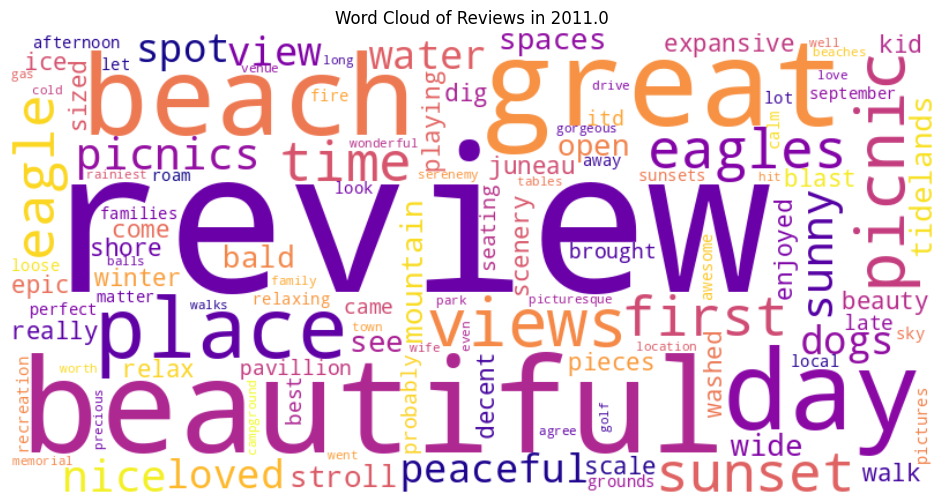 Word Cloud of Reviews in 2011.0
afternoon
spot
view
long
spaces
expansive
well
kid
beaches
ice
let
venue
water
gas
cold
sized
beach
fire
playing
dig
great
drive
love
lot
september
itd
gorgeous
calm
picnic
tidelands
eagle
picnics
time
wonderful
juneau
open
away
eagles
rainiest
roam
look
serenemy
tables
sunsets
hit
blast
review
families
come
shore
balls
bald
mountain
seating
scenery
brought
enjoyed
sunny
loose
epic
winter
family
matter
relaxing
awesome
perfect
walks
came
park
picturesque
beauty
really
place
town
see
views
even
first
dogs
late
sky
wife
location
worth
relax
pavillion
pieces
local
recreation
beautiful
precious
campground
best
probably
decent
washed
day
golf
agree
wide
pictures
memorial
nice
loved
stroll
went
peaceful
scale
grounds
sunset
walk